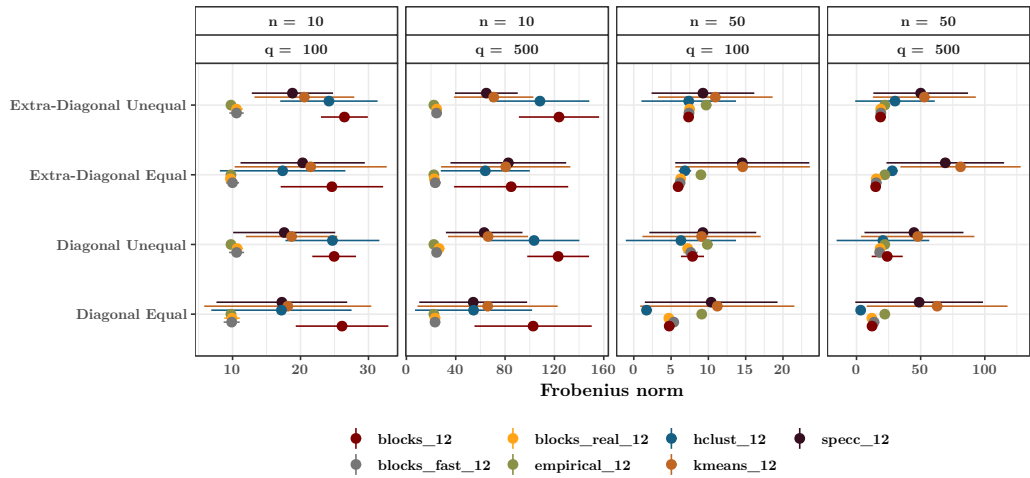 n = 10
n = 10
n = 50
n = 50
q = 100
q = 500
q = 100
q = 500
Extra-Diagonal Unequal
Extra-Diagonal Equal
Diagonal Unequal
Diagonal Equal
10 20 30
40 80 120 160
0 5 10 15 20
0 50 100
Frobenius norm
blocks_12 blocks_real_12 hclust_12 specc_12
blocks_fast_12 empirical_12 kmeans_12